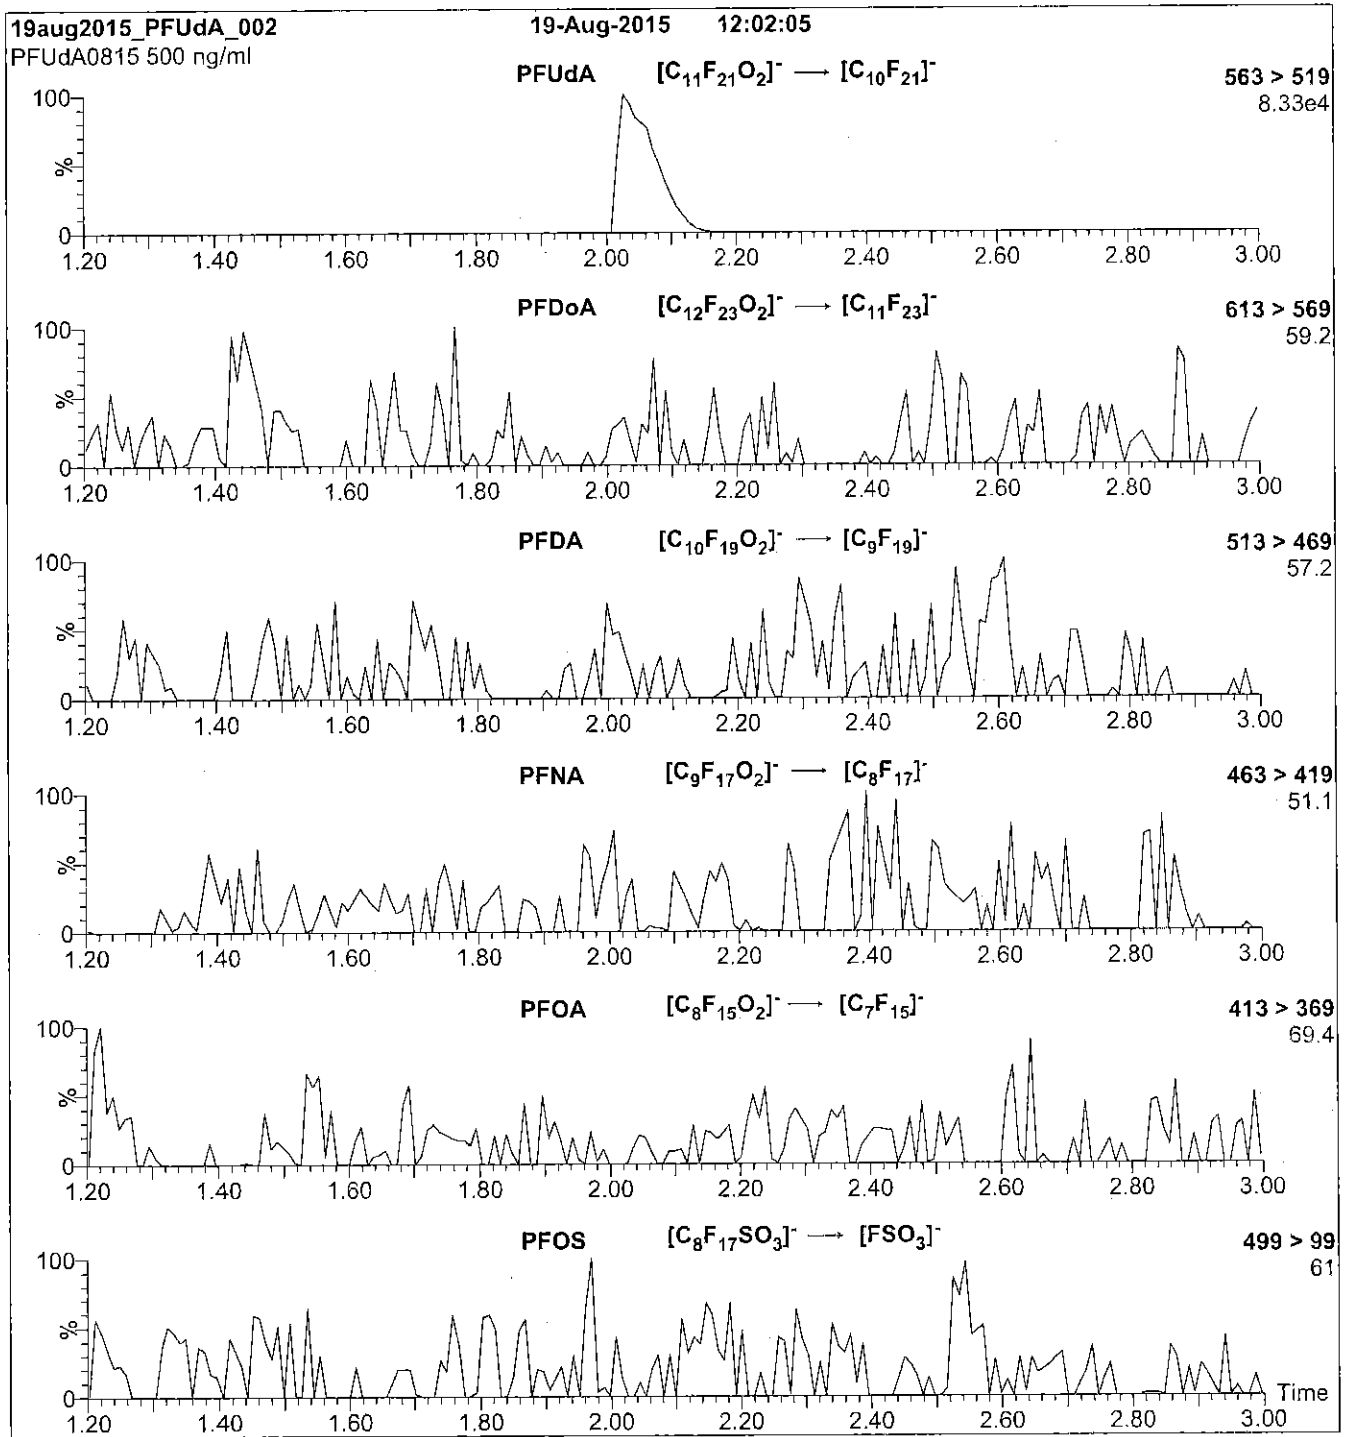 19aug2015_PFUdA_002 19-Aug-2015 12:02:05
PFUdA0815 500 ng/ml
PFUdA [C₁₁F₂₁O₂]⁻ ⟶ [C₁₀F₂₁]⁻ 563 > 519
8.33e4
100
%
0
1.20 1.40 1.60 1.80 2.00 2.20 2.40 2.60 2.80 3.00
PFDoA [C₁₂F₂₃O₂]⁻ ⟶ [C₁₁F₂₃]⁻ 613 > 569
59.2
100
%
0
1.20 1.40 1.60 1.80 2.00 2.20 2.40 2.60 2.80 3.00
PFDA [C₁₀F₁₉O₂]⁻ ⟶ [C₉F₁₉]⁻ 513 > 469
57.2
100
%
0
1.20 1.40 1.60 1.80 2.00 2.20 2.40 2.60 2.80 3.00
PFNA [C₉F₁₇O₂]⁻ ⟶ [C₈F₁₇]⁻ 463 > 419
51.1
100
%
0
1.20 1.40 1.60 1.80 2.00 2.20 2.40 2.60 2.80 3.00
PFOA [C₈F₁₅O₂]⁻ ⟶ [C₇F₁₅]⁻ 413 > 369
69.4
100
%
0
1.20 1.40 1.60 1.80 2.00 2.20 2.40 2.60 2.80 3.00
PFOS [C₈F₁₇SO₃]⁻ ⟶ [FSO₃]⁻ 499 > 99
61
100
%
0
Time
1.20 1.40 1.60 1.80 2.00 2.20 2.40 2.60 2.80 3.00